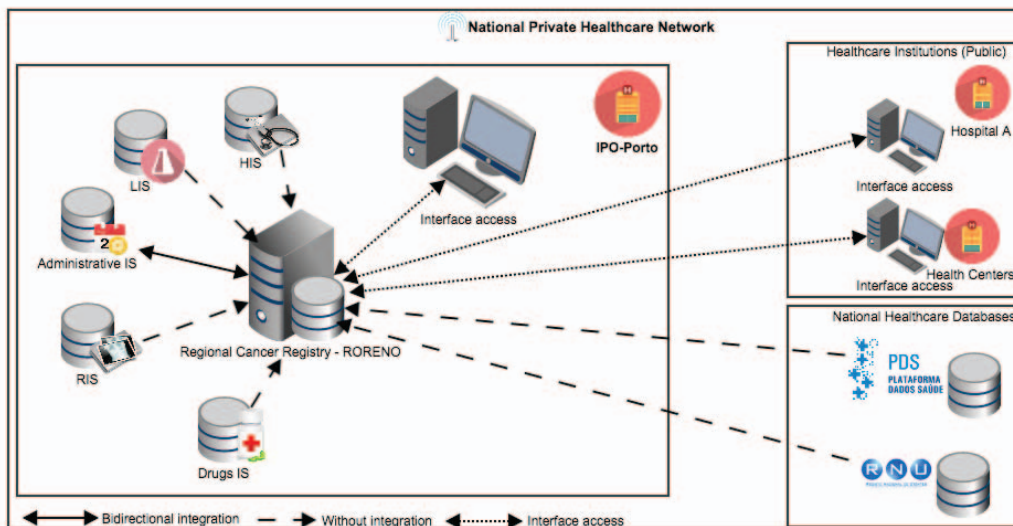 National Private Healthcare Network
Healthcare Institutions (Public)
H
Hospital A
Interface access
H
Health Centers
Interface access
H
IPO-Porto
Interface access
HIS
LIS
2
Administrative IS
RIS
Regional Cancer Registry - RORENO
Drugs IS
National Healthcare Databases
PDS
PLATAFORMA
DADOS SAÚDE
RNU
Bidirectional integration
Without integration
Interface access